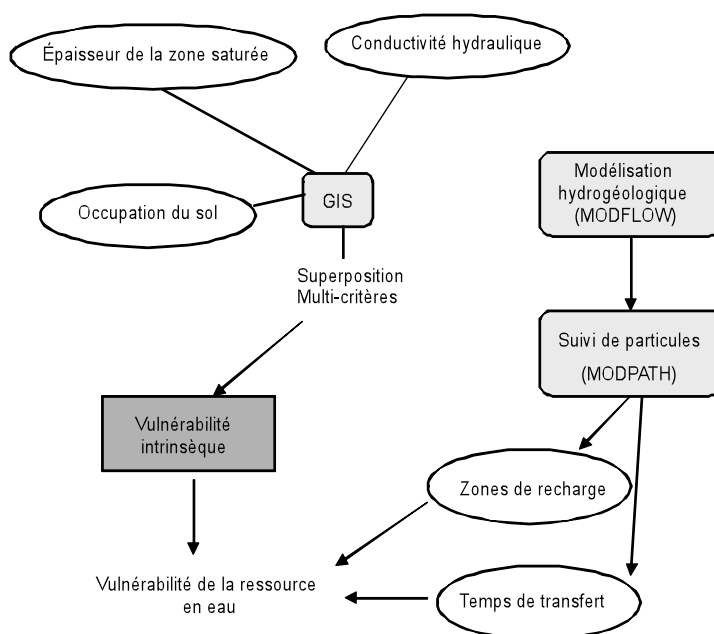 Épaisseur de la zone saturée
Conductivité hydraulique
Occupation du sol
GIS
Modélisation
hydrogéologique
(MODFLOW)
Superposition
Multi-critères
Suivi de particules
(MODPATH)
Vulnérabilité
intrinsèque
Zones de recharge
Vulnérabilité de la ressource
en eau
Temps de transfert